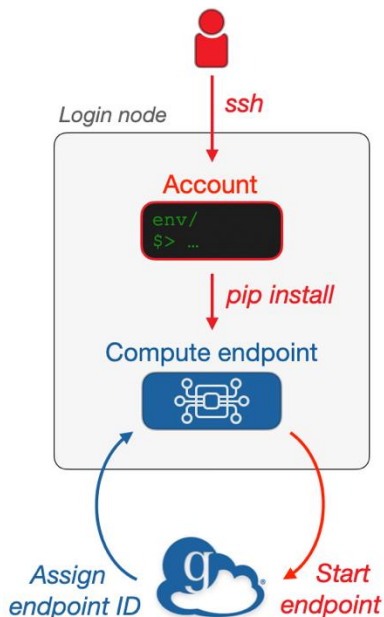 ssh
Login node
Account
env/
$> ...
pip install
Compute endpoint
g
®
Assign
endpoint ID
Start
endpoint